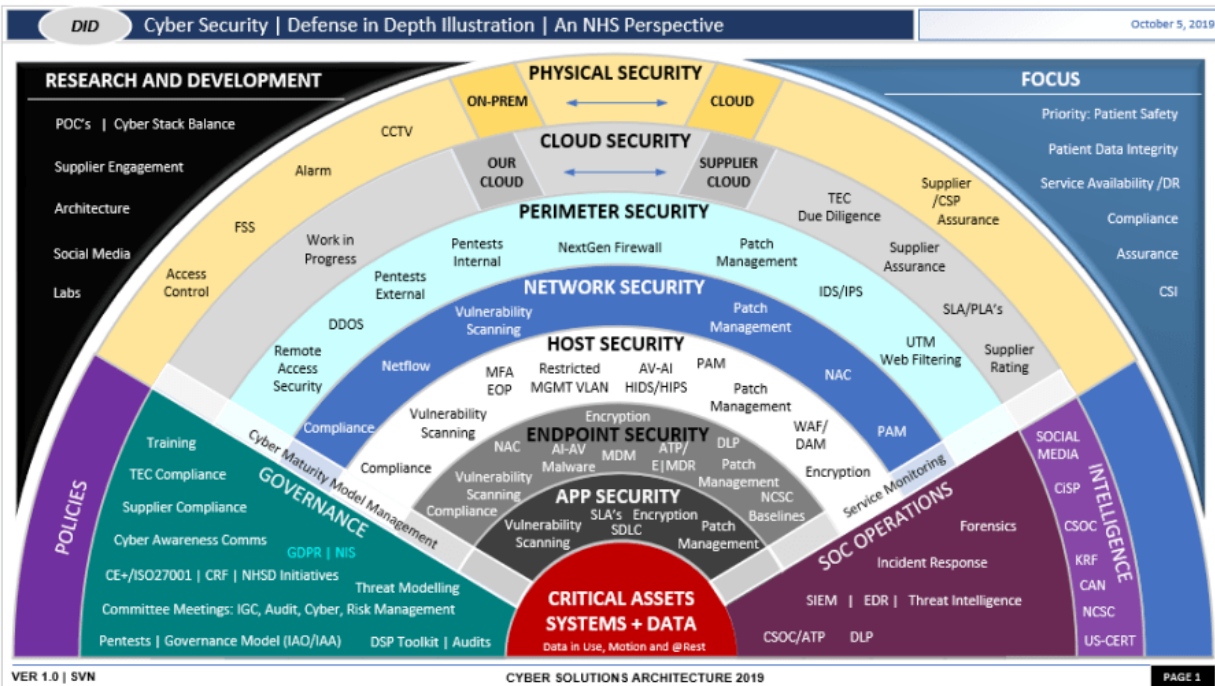 DID
Cyber Security | Defense in Depth Illustration | An NHS Perspective
October 5, 2019
RESEARCH AND DEVELOPMENT
POC's | Cyber Stack Balance
Supplier Engagement
Architecture
Social Media
Labs
FOCUS
Priority: Patient Safety
Patient Data Integrity
Service Availability /DR
Compliance
Assurance
CSI
PHYSICAL SECURITY
ON-PREM
CLOUD
CCTV
Alarm
FSS
Access
Control
Supplier
/CSP
Assurance
CLOUD SECURITY
OUR
CLOUD
SUPPLIER
CLOUD
Work in
Progress
TEC
Due Diligence
Supplier
Assurance
SLA/PLA's
Supplier
Rating
PERIMETER SECURITY
Pentests
Internal
NextGen Firewall
Patch
Management
Pentests
External
IDS/IPS
DDOS
UTM
Web Filtering
Remote
Access
Security
NETWORK SECURITY
Vulnerability
Scanning
Patch
Management
Netflow
NAC
Compliance
PAM
HOST SECURITY
MFA
EOP
Restricted
MGMT VLAN
AV-AI
HIDS/HIPS
PAM
Patch
Management
Vulnerability
Scanning
WAF/
DAM
Compliance
Encryption
Encryption
ENDPOINT SECURITY
NAC
AI-AV
Malware
MDM
ATP/
E|MDR
DLP
Patch
Management
Vulnerability
Scanning
Compliance
NCSC
Baselines
APP SECURITY
SLA's Encryption
SDLC
Vulnerability
Scanning
Patch
Management
CRITICAL ASSETS
SYSTEMS + DATA
Data in Use, Motion and @Rest
Cyber Maturity Model Management
Service Monitoring
POLICIES
GOVERNANCE
Training
TEC Compliance
Supplier Compliance
Cyber Awareness Comms
GDPR | NIS
CE+/ISO27001 | CRF | NHSD Initiatives
Threat Modelling
Committee Meetings: IGC, Audit, Cyber, Risk Management
Pentests | Governance Model (IAO/IAA)
DSP Toolkit | Audits
SOC OPERATIONS
Forensics
Incident Response
SIEM | EDR | Threat Intelligence
CSOC/ATP
DLP
INTELLIGENCE
SOCIAL
MEDIA
CiSP
CSOC
KRF
CAN
NCSC
US-CERT
VER 1.0 | SVN
CYBER SOLUTIONS ARCHITECTURE 2019
PAGE 1